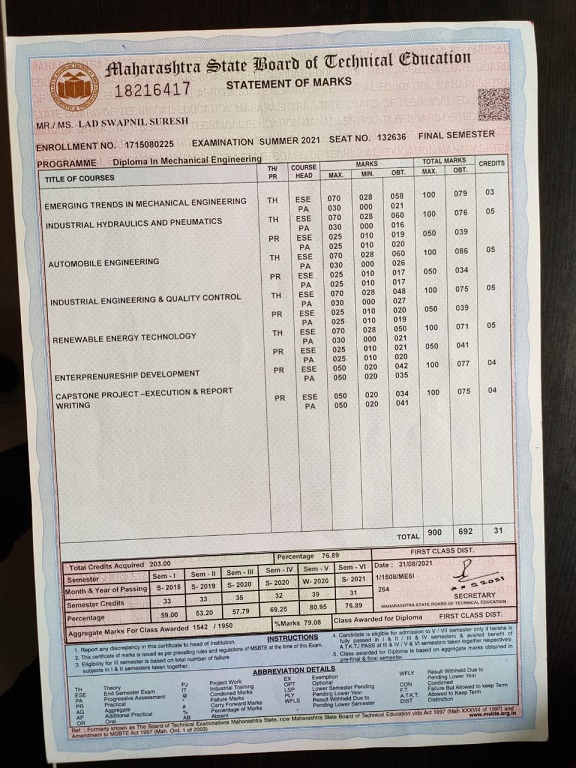 Maharashtra State Board of Technical Education
18216417
STATEMENT OF MARKS
MR / MS. LAD SWAPNIL SURESH
ENROLLMENT NO. 1715080225 EXAMINATION SUMMER 2021 SEAT NO. 132636 FINAL SEMESTER
PROGRAMME Diploma In Mechanical Engineering
TITLE OF COURSES TH/ PR COURSE HEAD MARKS MAX. MIN. OBT. TOTAL MARKS MAX. OBT. CREDITS
EMERGING TRENDS IN MECHANICAL ENGINEERING TH ESE 070 028 058 100 079 03
PA 030 000 021
INDUSTRIAL HYDRAULICS AND PNEUMATICS TH ESE 070 028 060 100 076 05
PA 030 000 016
PR ESE 025 010 019 050 039
PA 025 010 020
AUTOMOBILE ENGINEERING TH ESE 070 028 060 100 086 05
PA 030 000 026
PR ESE 025 010 017 050 034
PA 025 010 017
INDUSTRIAL ENGINEERING & QUALITY CONTROL TH ESE 070 028 048 100 075 05
PA 030 000 027
PR ESE 025 010 020 050 039
PA 025 010 019
RENEWABLE ENERGY TECHNOLOGY TH ESE 070 028 050 100 071 05
PA 030 000 021
PR ESE 025 010 021 050 041
PA 025 010 020
ENTERPRENURESHIP DEVELOPMENT PR ESE 050 020 042 100 077 04
PA 050 020 035
CAPSTONE PROJECT –EXECUTION & REPORT WRITING PR ESE 050 020 034 100 075 04
PA 050 020 041
TOTAL 900 692 31
Total Credits Acquired 203.00 Percentage 76.89 FIRST CLASS DIST.
Semester Sem - I Sem - II Sem - III Sem - IV Sem - V Sem - VI
Month & Year of Passing S- 2018 S- 2019 S- 2020 S- 2020 W- 2020 S- 2021
Semester Credits 33 33 35 32 39 31
Percentage 59.00 53.20 57.79 69.25 80.95 76.89
Aggregate Marks For Class Awarded 1542 / 1950 %Marks 79.08 Class Awarded for Diploma FIRST CLASS DIST.
Date : 31/08/2021
1/1508/ME6I
264
SECRETARY
MAHARASHTRA STATE BOARD OF TECHNICAL EDUCATION
INSTRUCTIONS
1. Report any discrepancy in this certificate to head of institution.
2. This certificate of marks is issued as per prevailing rules and regulations of MSBTE at the time of this Exam.
3. Eligibility for III semester is based on total number of failure subjects in I & II semesters taken together.
4. Candidate is eligible for admission to V / VII semester only if he/she is fully passed in I & II / III & IV semesters & availed benefit of A.T.K.T./ PASS at III & IV / V & VI semesters taken together respectively.
5. Class awarded for Diploma is based on aggregate marks obtained in pre-final & final semester.
ABBREVIATION DETAILS
TH Theory
ESE End Semester Exam
PA Progressive Assessment
PR Practical
AG Aggregate
AP Additional Practical
OR Oral
PJ Project Work
IT Industrial Training
@ Condoned Marks
* Failure Marks
# Carry Forward Marks
% Percentage of Marks
AB Absent
EX Exemption
OPT Optional
LSP Lower Semester Pending
PLY Pending Lower Year
WFLS Result Withheld Due to Pending Lower Semester
WFLY Result Withheld Due to Pending Lower Year
CON Condoned
F.T. Failure But Allowed to keep Term
A.T.K.T. Allowed to Keep Term
DIST Distinction
Ref. : Formerly known as The Board of Technical Examinations Maharashtra State, now Maharashtra State Board of Technical Education vide Act 1997 (Mah. XXXVIII of 1997) and Amendment to MSBTE Act 1997 (Mah. Ord. 1 of 2003)
www.msbte.org.in